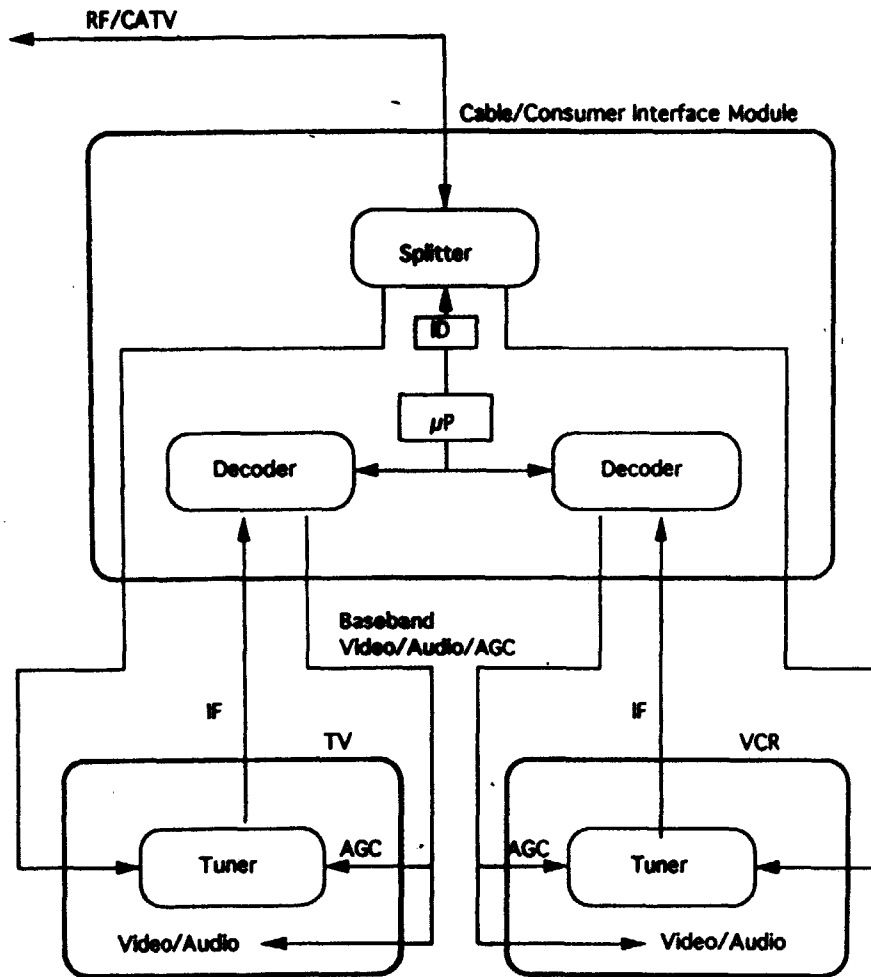 RF/CATV
Cable/Consumer Interface Module
Splitter
ID
µP
Decoder
Decoder
Baseband
Video/Audio/AGC
IF
IF
TV
VCR
AGC
AGC
Tuner
Tuner
Video/Audio
Video/Audio